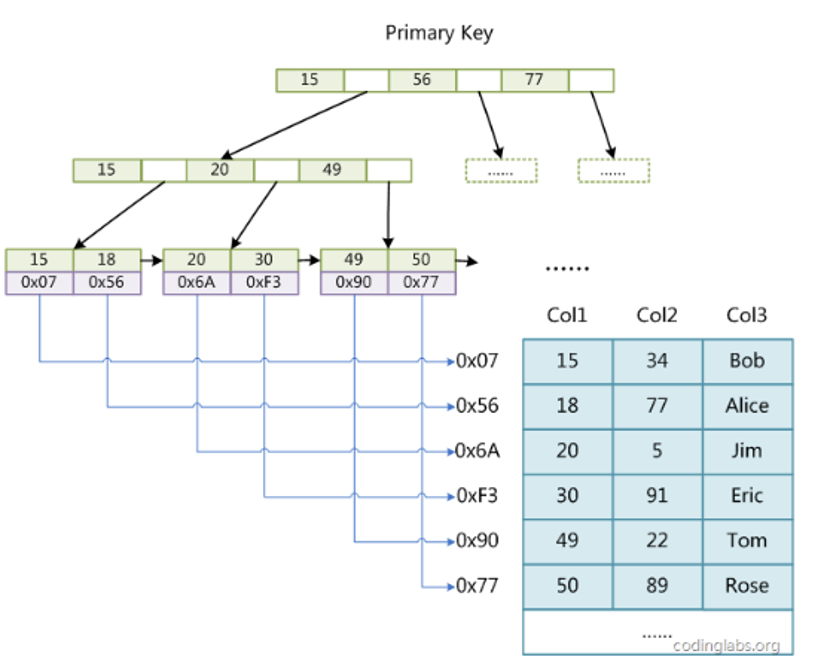 Primary Key
15 56 77
15 20 49
...... ......
15 18 20 30 49 50
0x07 0x56 0x6A 0xF3 0x90 0x77
......
Col1 Col2 Col3
0x07 15 34 Bob
0x56 18 77 Alice
0x6A 20 5 Jim
0xF3 30 91 Eric
0x90 49 22 Tom
0x77 50 89 Rose
......
codinglabs.org